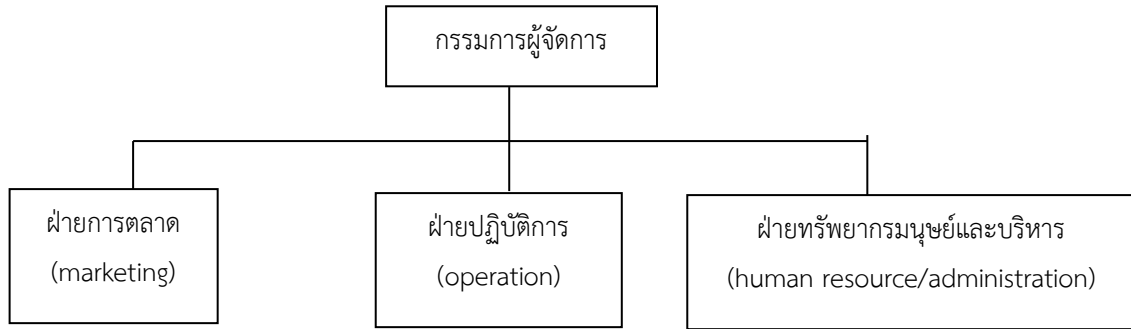 กรรมการผู้จัดการ
ฝ่ายการตลาด
(marketing)
ฝ่ายปฏิบัติการ
(operation)
ฝ่ายทรัพยากรมนุษย์และบริหาร
(human resource/administration)